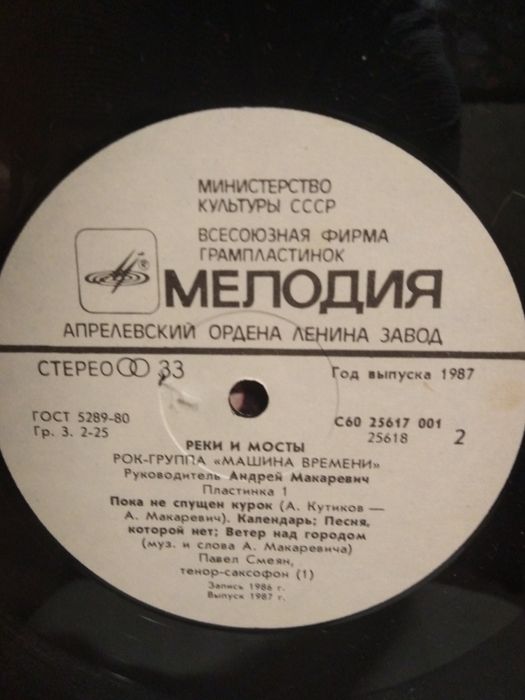 МИНИСТЕРСТВО
КУЛЬТУРЫ СССР
ВСЕСОЮЗНАЯ ФИРМА
ГРАМПЛАСТИНОК
®
МЕЛОДИЯ
АПРЕЛЕВСКИЙ ОРДЕНА ЛЕНИНА ЗАВОД
СТЕРЕО 33
Год выпуска 1987
ГОСТ 5289-80
Гр. 3. 2-25
С60 25617 001
25618 2
РЕКИ И МОСТЫ
РОК-ГРУППА «МАШИНА ВРЕМЕНИ»
Руководитель Андрей Макаревич
Пластинка 1
Пока не спущен курок (А. Кутиков —
А. Макаревич). Календарь; Песня,
которой нет; Ветер над городом
(муз. и слова А. Макаревича)
Павел Смеян,
тенор-саксофон (1)
Запись 1986 г.
Выпуск 1987 г.